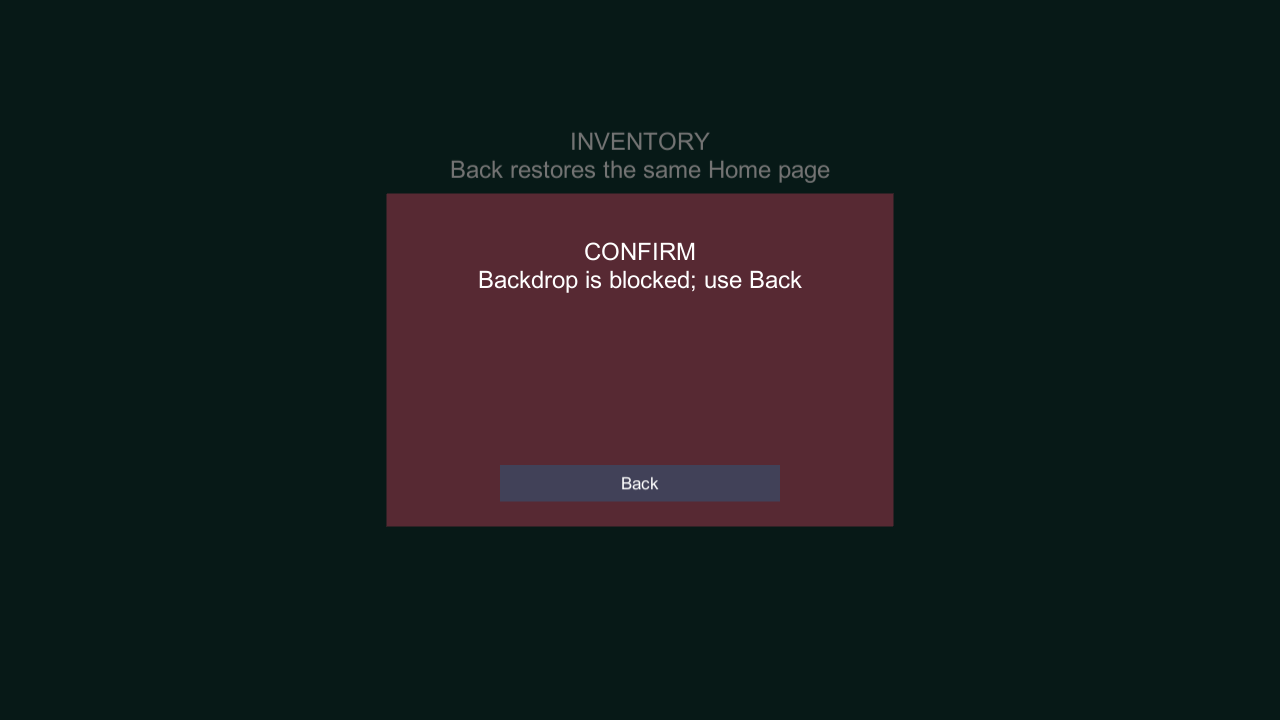 INVENTORY
Back restores the same Home page
CONFIRM
Backdrop is blocked; use Back
Back